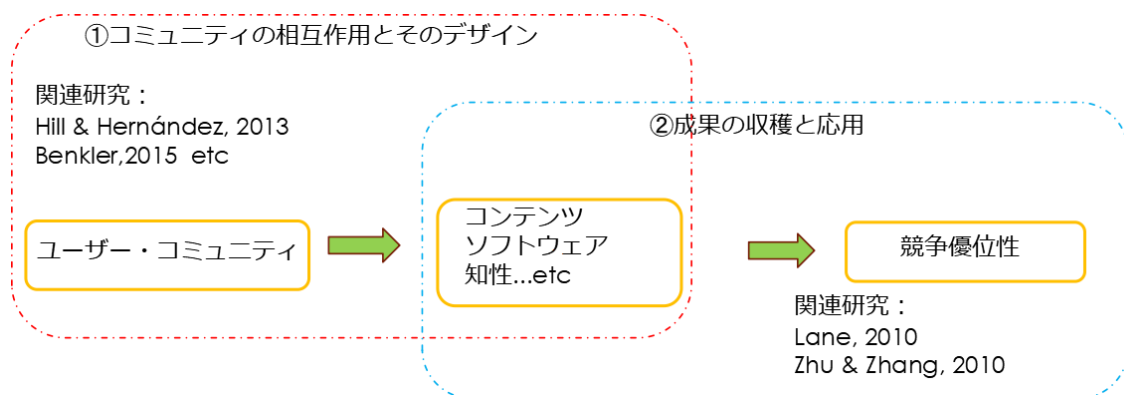 ①コミュニティの相互作用とそのデザイン
関連研究：
Hill & Hernández, 2013
Benkler,2015 etc
ユーザー・コミュニティ
②成果の収穫と応用
コンテンツ
ソフトウェア
知性...etc
競争優位性
関連研究：
Lane, 2010
Zhu & Zhang, 2010